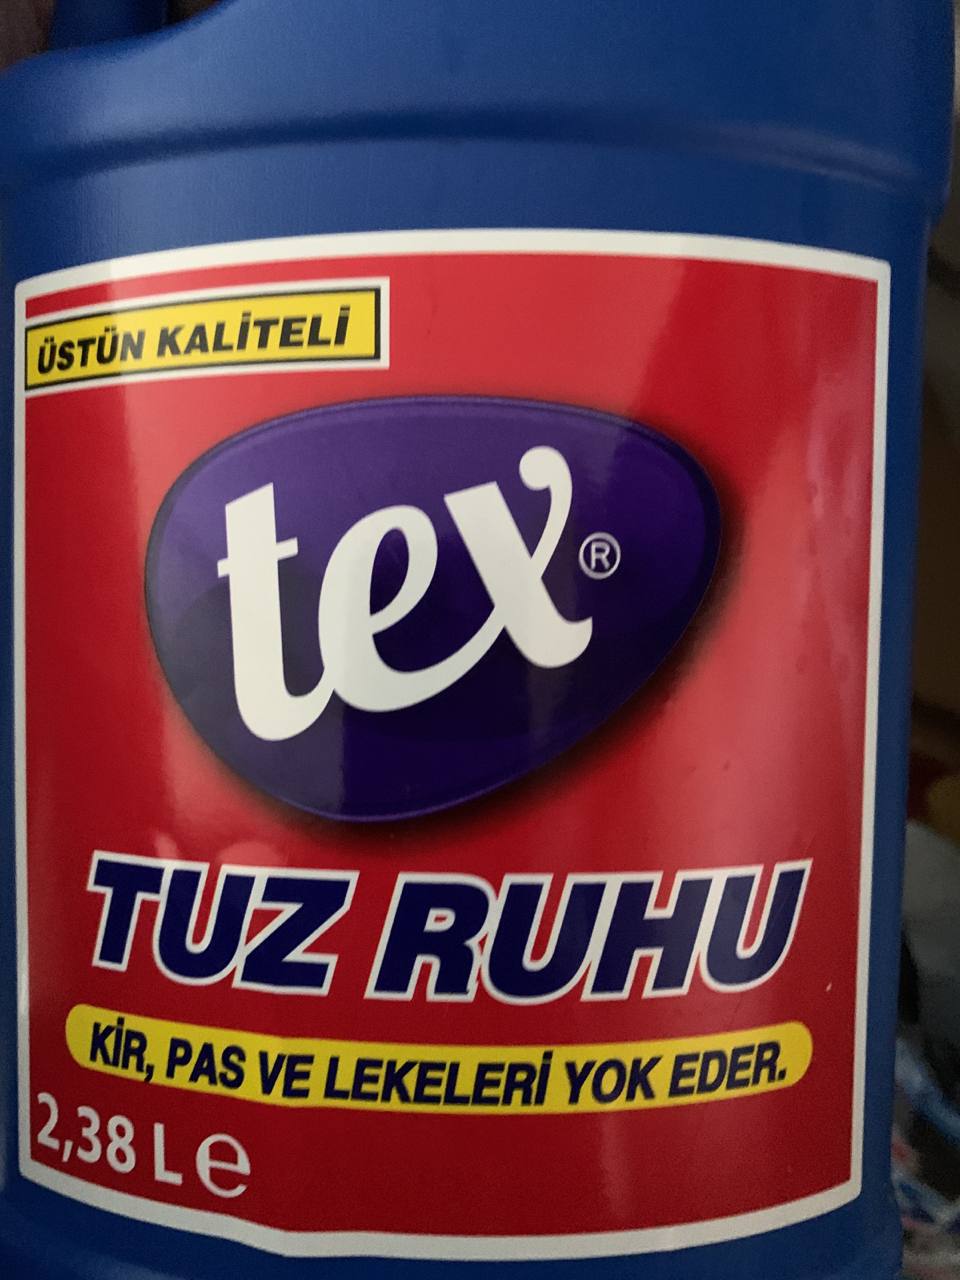 ÜSTÜN KALİTELİ
tex®
TUZ RUHU
KİR, PAS VE LEKELERİ YOK EDER.
2,38 L ℮